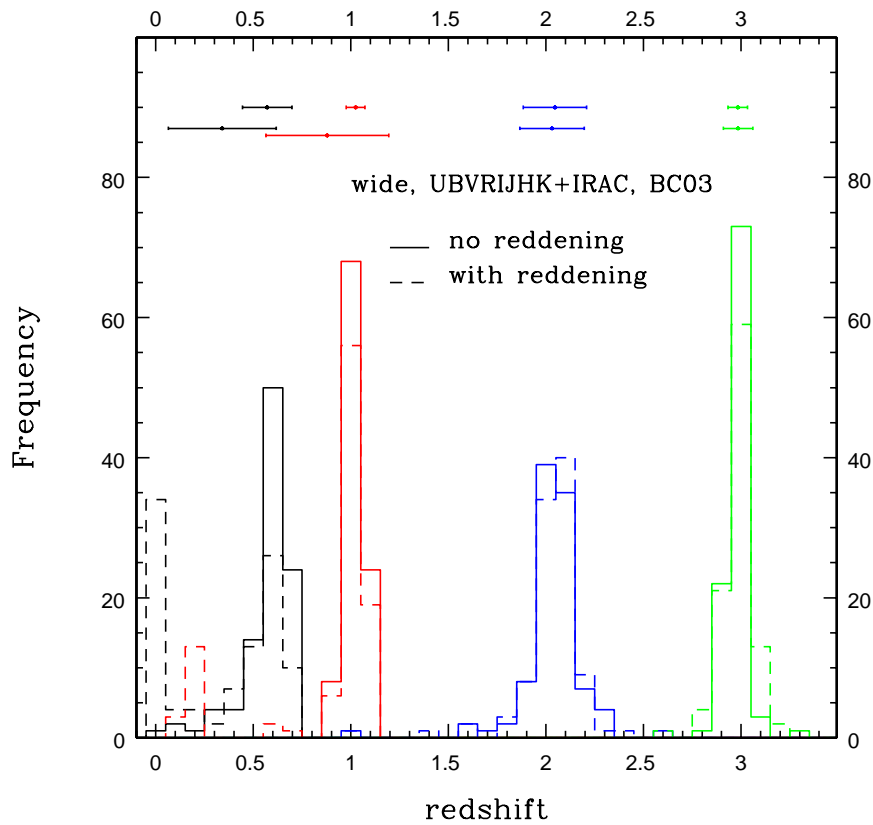 0 0.5 1 1.5 2 2.5 3
80 80
wide, UBVRIJHK+IRAC, BC03
no reddening
with reddening
60 60
Frequency
40 40
20 20
0 0
0 0.5 1 1.5 2 2.5 3
redshift